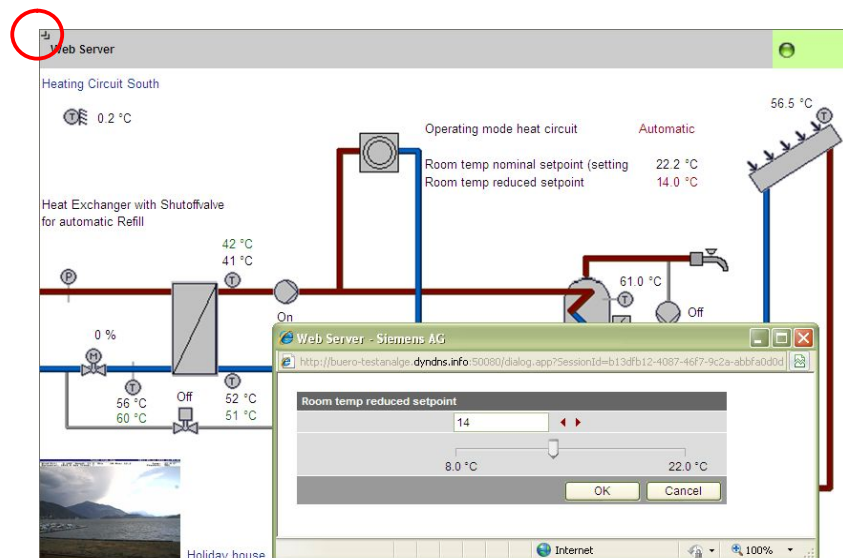 Web Server
Heating Circuit South
T 0.2 °C
56.5 °C
T
Operating mode heat circuit Automatic
Room temp nominal setpoint (setting 22.2 °C
Room temp reduced setpoint 14.0 °C
Heat Exchanger with Shutoffvalve
for automatic Refill
42 °C
41 °C
P
T
61.0 °C
T
On
Off
0 %
M
T
T
56 °C
Off
52 °C
60 °C
51 °C
Web Server - Siemens AG
http://buero-testanalge.dyndns.info:50080/dialog.app?SessionId=b13dfb12-4087-46f7-9c2a-abbfa0d0d
Room temp reduced setpoint
14
8.0 °C 22.0 °C
OK Cancel
Holiday house
Internet 100%